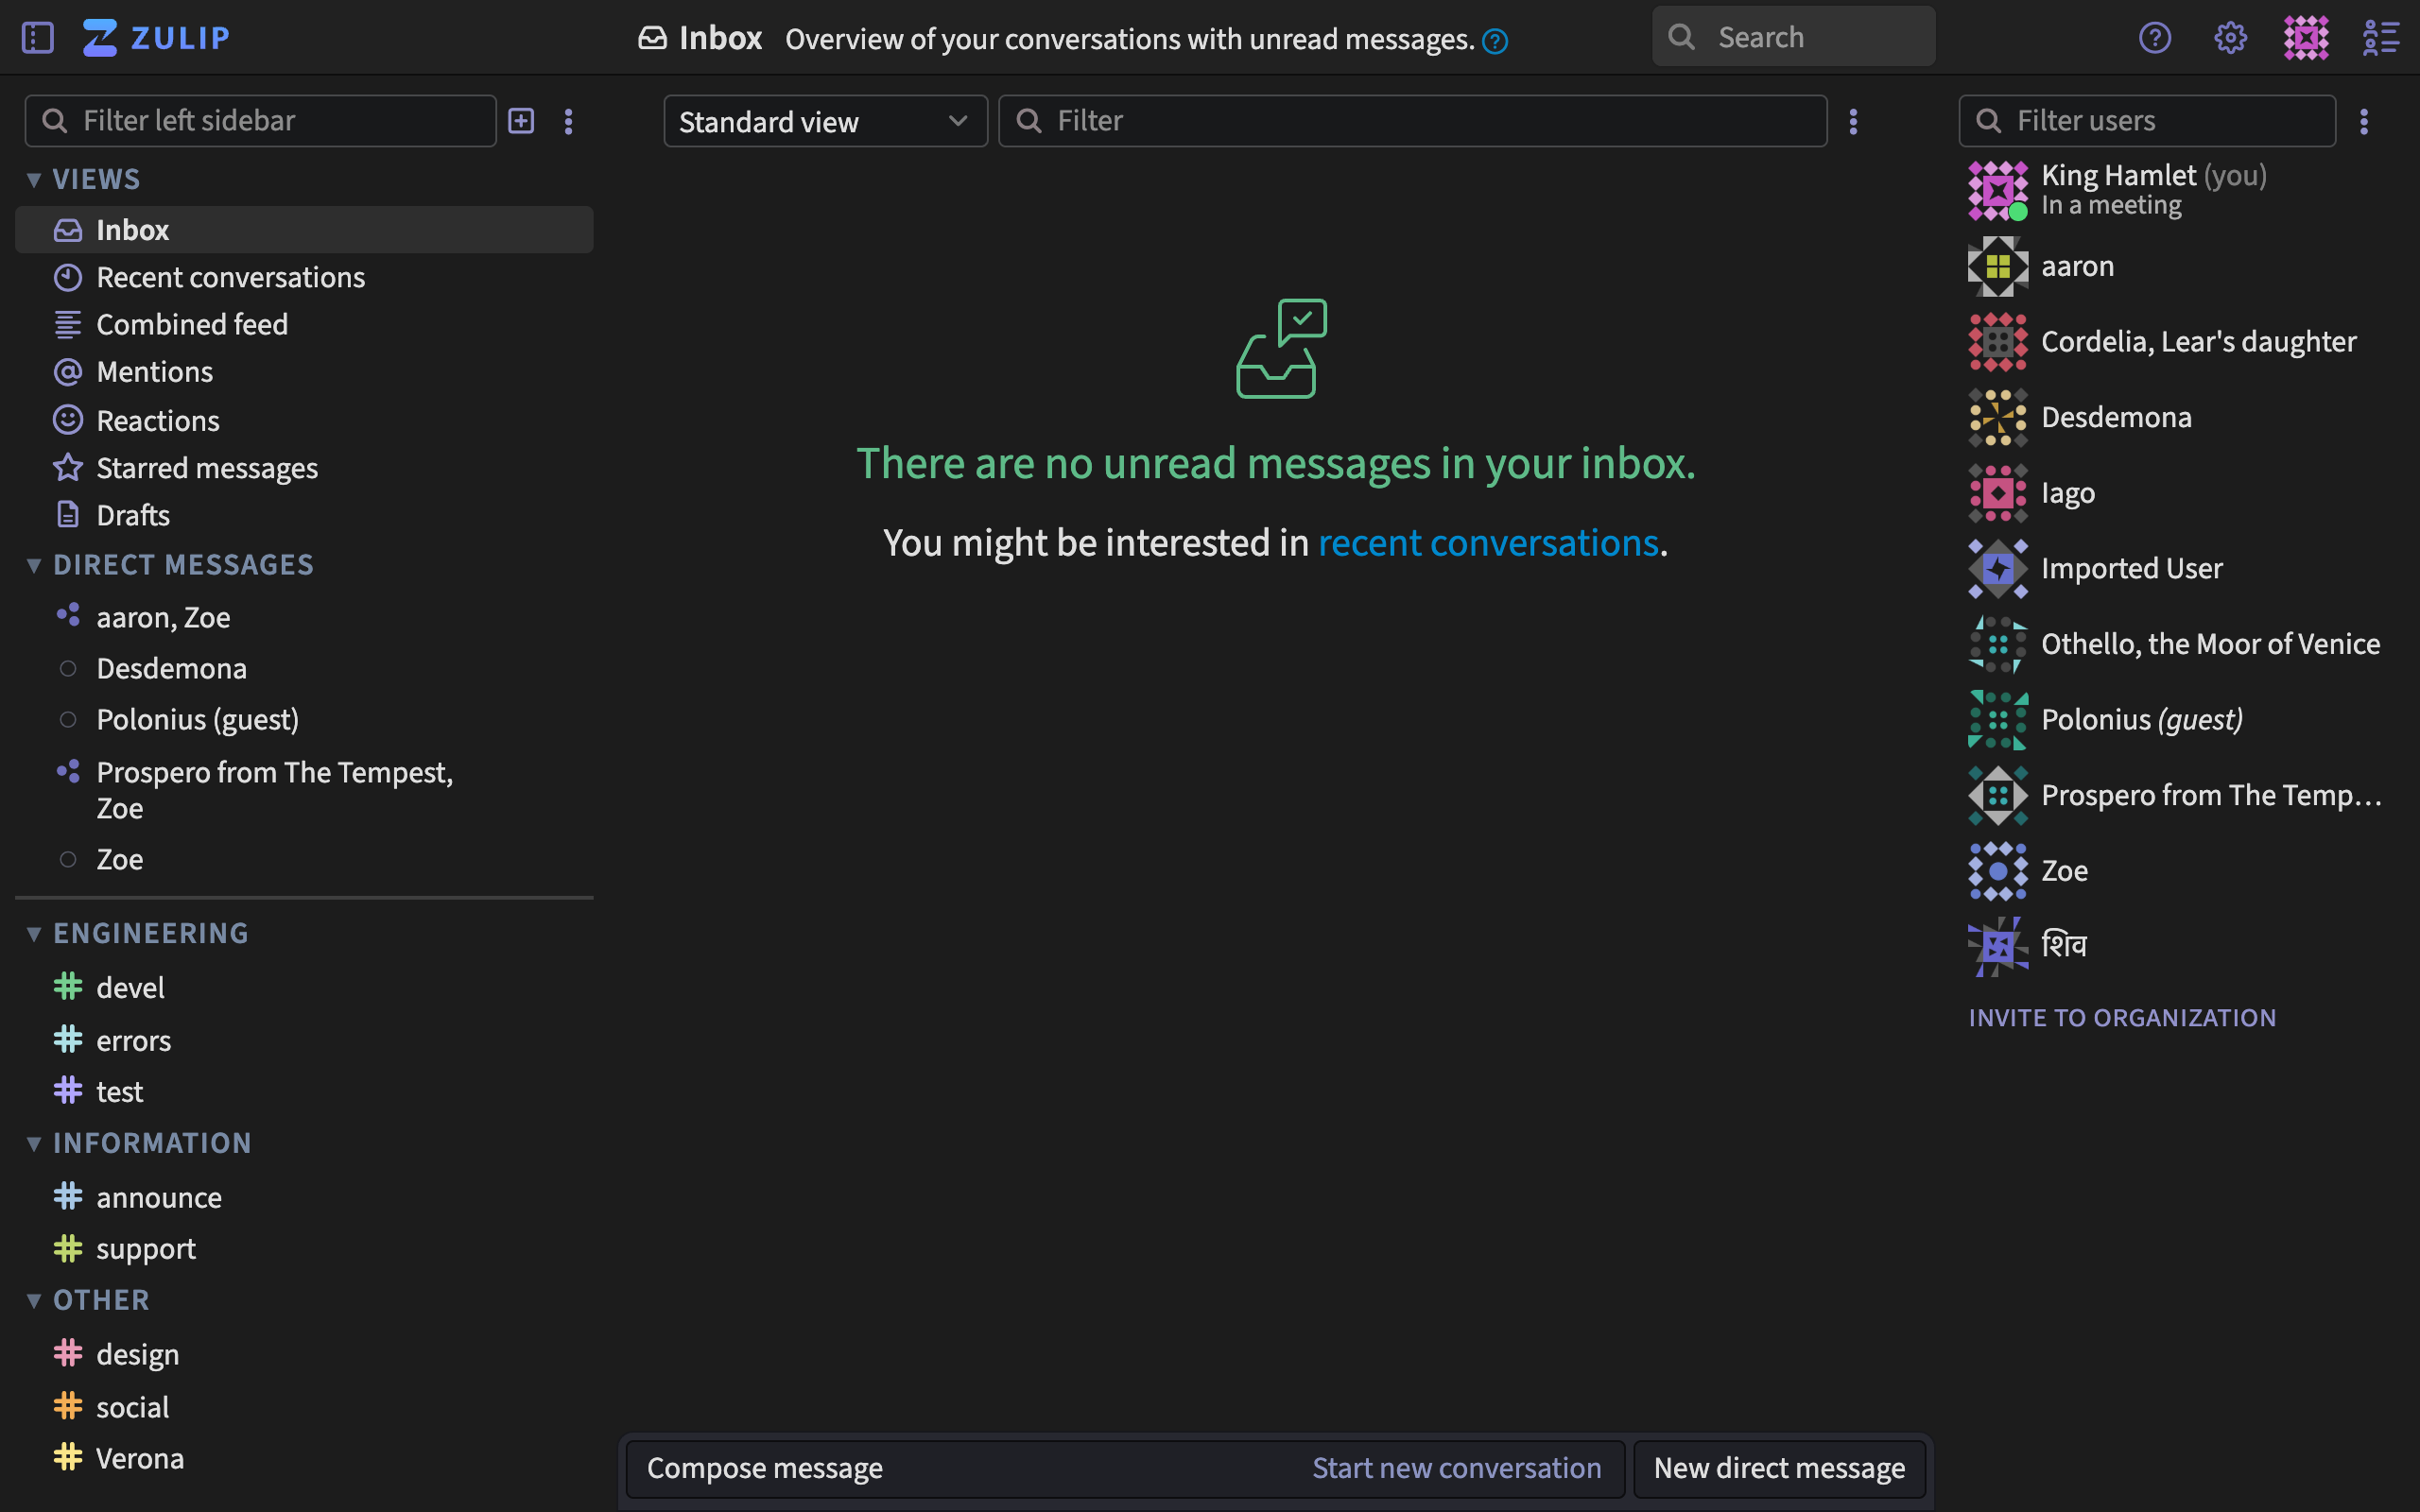 ZULIP
Inbox Overview of your conversations with unread messages.
Search
Filter left sidebar
VIEWS
Inbox
Recent conversations
Combined feed
Mentions
Reactions
Starred messages
Drafts
DIRECT MESSAGES
aaron, Zoe
Desdemona
Polonius (guest)
Prospero from The Tempest,
Zoe
Zoe
ENGINEERING
devel
errors
test
INFORMATION
announce
support
OTHER
design
social
Verona
Standard view
Filter
There are no unread messages in your inbox.
You might be interested in recent conversations.
Compose message
Start new conversation
New direct message
Filter users
King Hamlet (you)
In a meeting
aaron
Cordelia, Lear's daughter
Desdemona
Iago
Imported User
Othello, the Moor of Venice
Polonius (guest)
Prospero from The Temp…
Zoe
शिव
INVITE TO ORGANIZATION